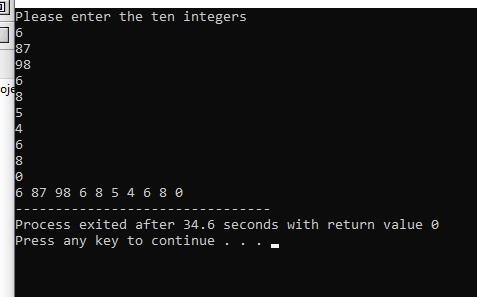 Please enter the ten integers
6
87
98
6
8
5
4
6
8
0
6 87 98 6 8 5 4 6 8 0
--------------------------------
Process exited after 34.6 seconds with return value 0
Press any key to continue . . .
oje